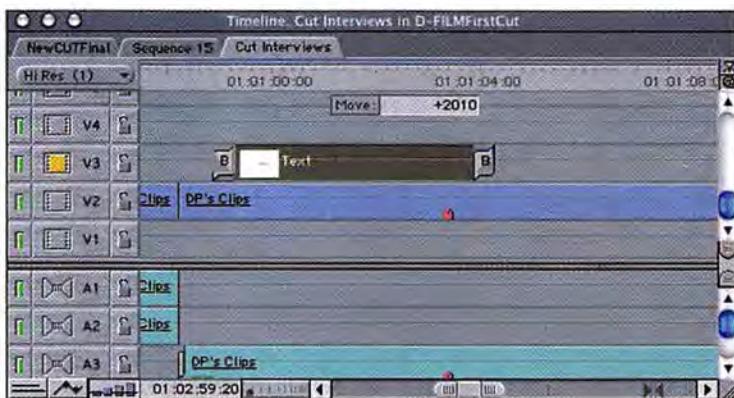 Timeline: Cut Interviews in D-FILMFirstCut
NewCUTFinal Sequence 15 Cut Interviews
Hi Res (1) 01:01:00:00 01:01:04:00 01:01:08:0
Move: +2010
V4
B Text B
V3
Clips DP's Clips
V2
V1
A1 Clips
A2 Clips
A3 DP's Clips
01:02:59:20